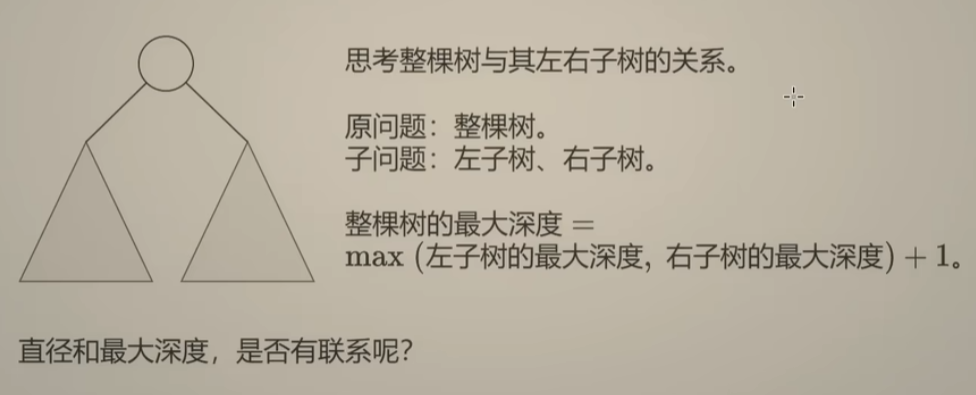 思考整棵树与其左右子树的关系。
原问题：整棵树。
子问题：左子树、右子树。
整棵树的最大深度 =
max (左子树的最大深度, 右子树的最大深度) + 1。
直径和最大深度，是否有联系呢？